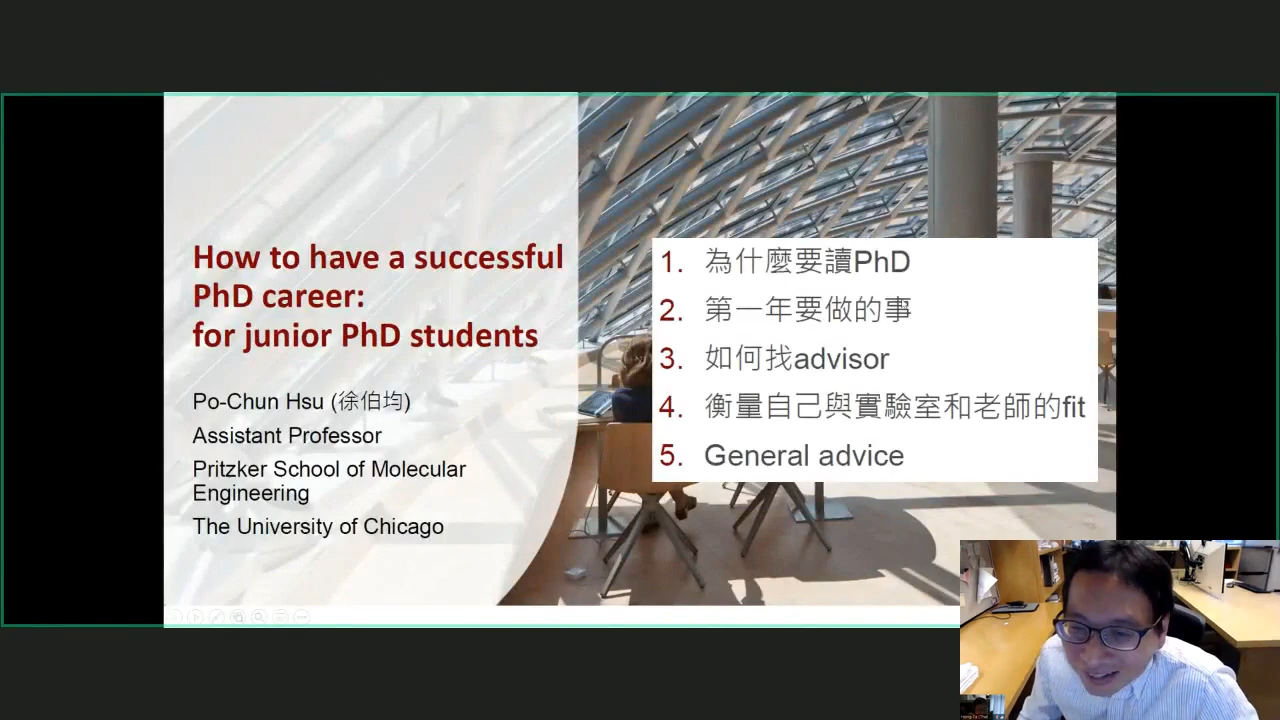 How to have a successful
PhD career:
for junior PhD students
Po-Chun Hsu (徐伯均)
Assistant Professor
Pritzker School of Molecular
Engineering
The University of Chicago
1. 為什麼要讀PhD
2. 第一年要做的事
3. 如何找advisor
4. 衡量自己與實驗室和老師的fit
5. General advice